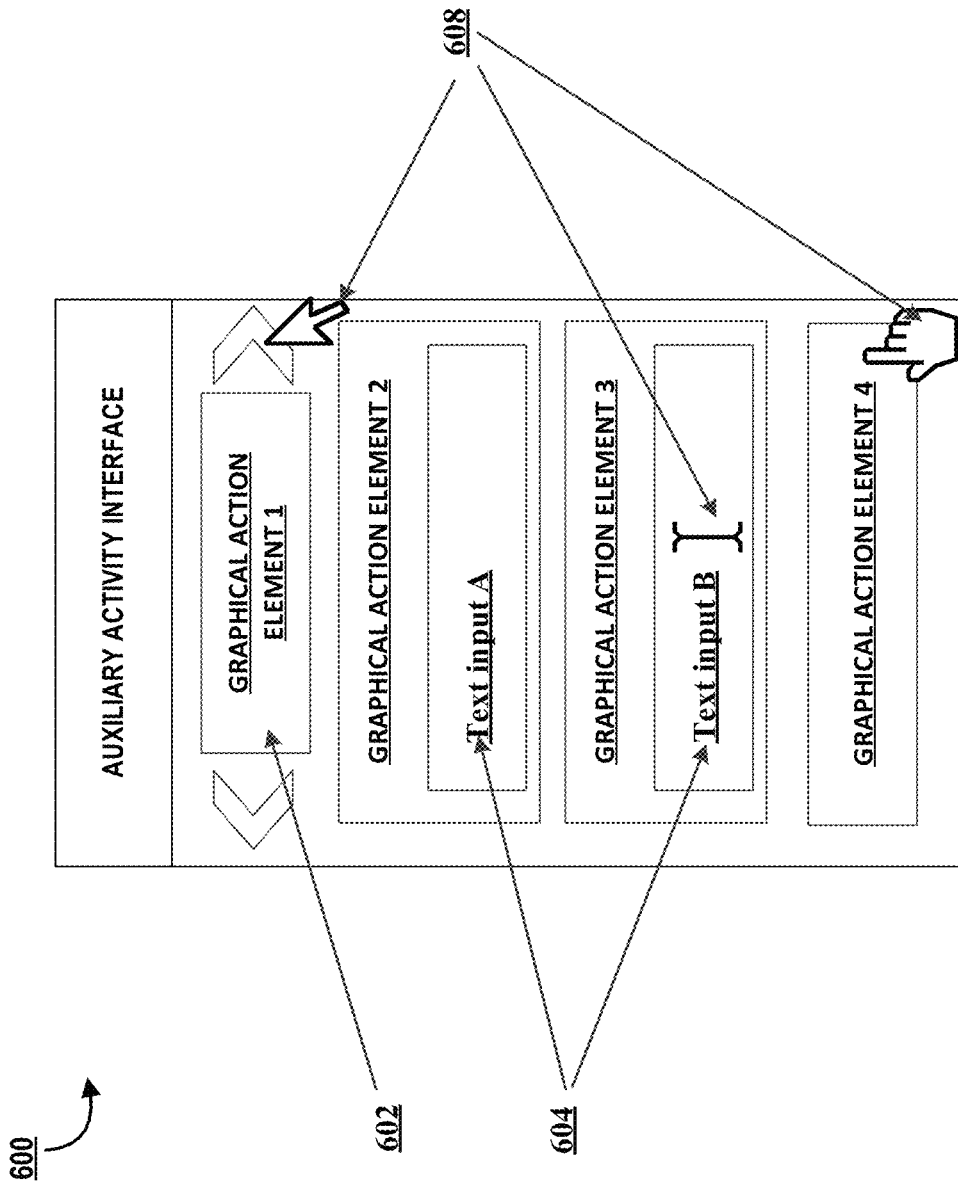 600
AUXILIARY ACTIVITY INTERFACE
GRAPHICAL ACTION
ELEMENT 1
602
608
GRAPHICAL ACTION ELEMENT 2
Text input A
604
GRAPHICAL ACTION ELEMENT 3
Text input B
GRAPHICAL ACTION ELEMENT 4